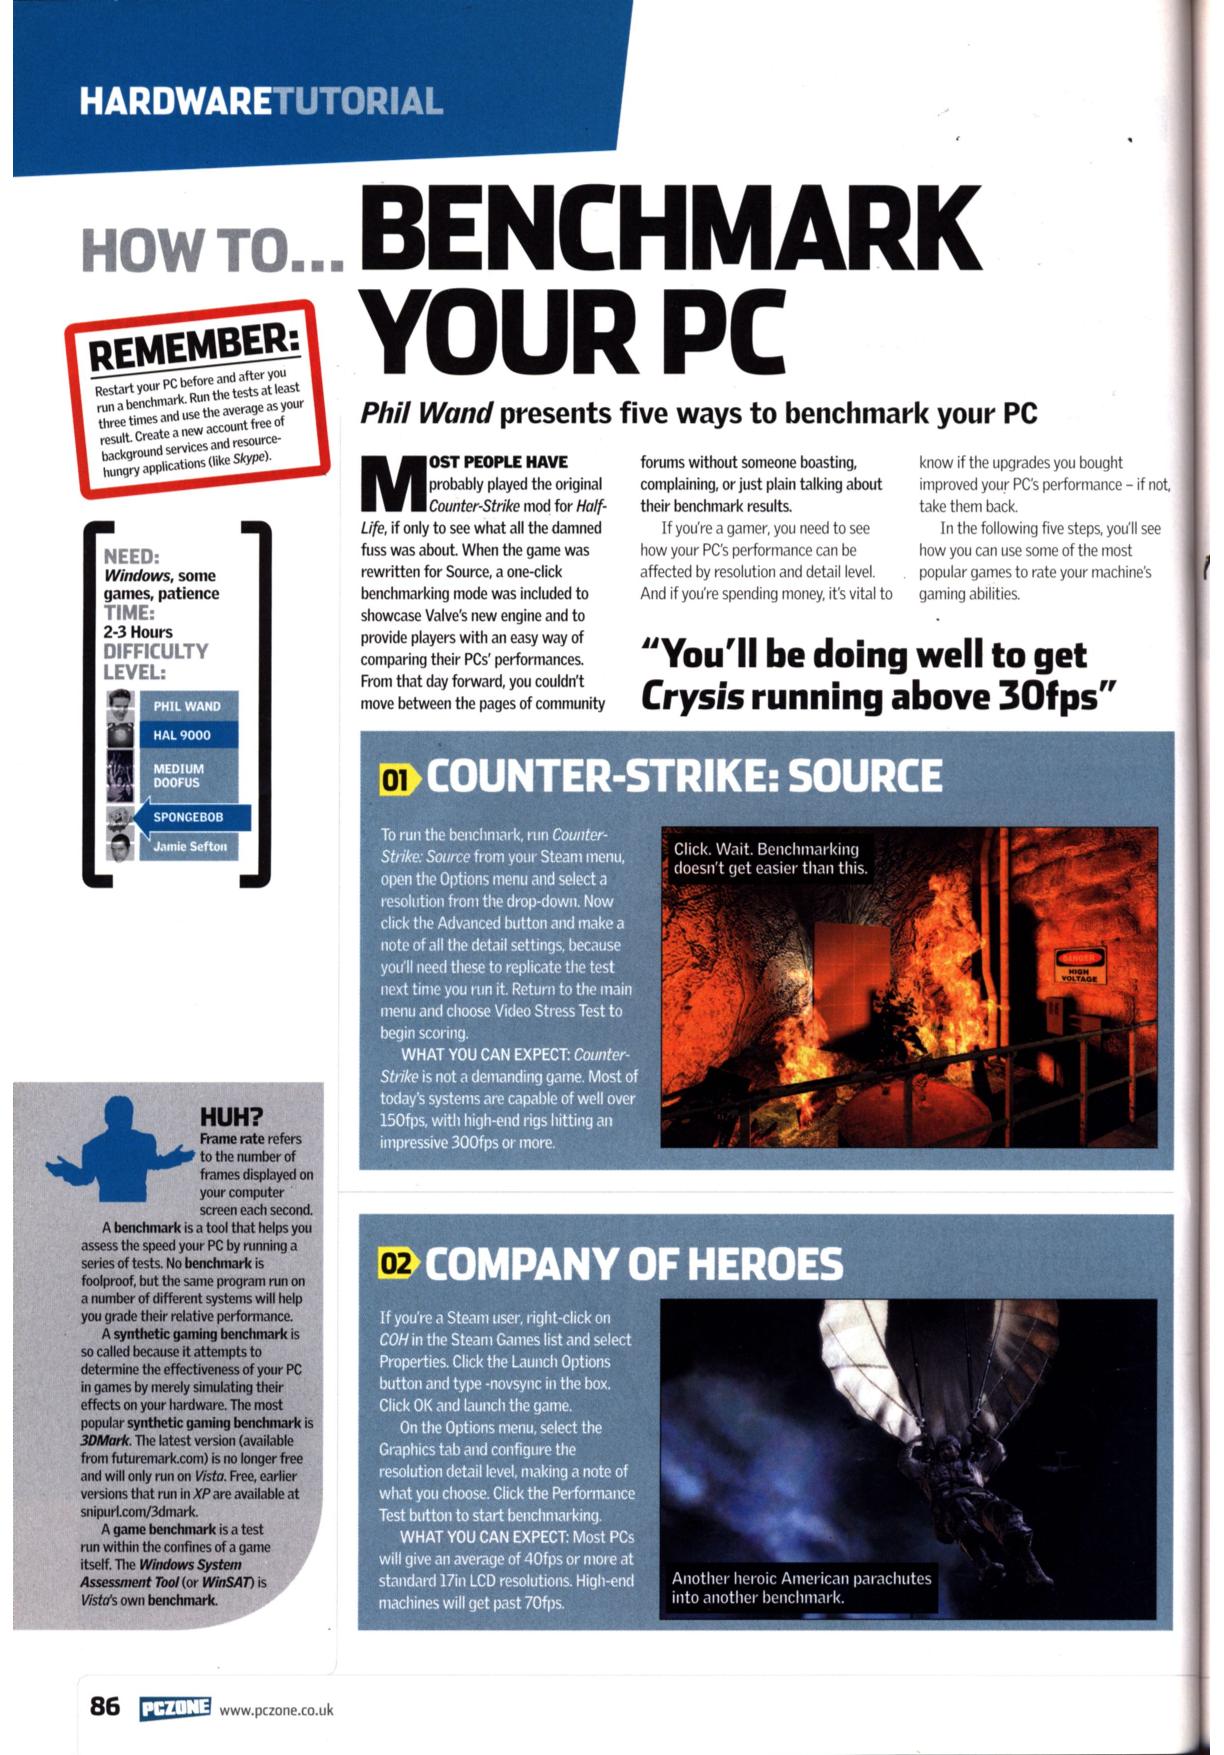 HARDWARETUTORIAL
HOW TO... BENCHMARK
YOUR PC
REMEMBER:
Restart your PC before and after you
run a benchmark. Run the tests at least
three times and use the average as your
result. Create a new account free of
background services and resource-
hungry applications (like Skype).
Phil Wand presents five ways to benchmark your PC
NEED:
Windows, some
games, patience
TIME:
2-3 Hours
DIFFICULTY
LEVEL:
PHIL WAND
HAL 9000
MEDIUM
DOOFUS
SPONGEBOB
Jamie Sefton
MOST PEOPLE HAVE
probably played the original
Counter-Strike mod for Half-
Life, if only to see what all the damned
fuss was about. When the game was
rewritten for Source, a one-click
benchmarking mode was included to
showcase Valve's new engine and to
provide players with an easy way of
comparing their PCs' performances.
From that day forward, you couldn't
move between the pages of community
forums without someone boasting,
complaining, or just plain talking about
their benchmark results.
If you're a gamer, you need to see
how your PC's performance can be
affected by resolution and detail level.
And if you're spending money, it's vital to
know if the upgrades you bought
improved your PC's performance – if not,
take them back.
In the following five steps, you'll see
how you can use some of the most
popular games to rate your machine's
gaming abilities.
"You'll be doing well to get
Crysis running above 30fps"
01 COUNTER-STRIKE: SOURCE
To run the benchmark, run Counter-
Strike: Source from your Steam menu,
open the Options menu and select a
resolution from the drop-down. Now
click the Advanced button and make a
note of all the detail settings, because
you'll need these to replicate the test
next time you run it. Return to the main
menu and choose Video Stress Test to
begin scoring.
WHAT YOU CAN EXPECT: Counter-
Strike is not a demanding game. Most of
today's systems are capable of well over
150fps, with high-end rigs hitting an
impressive 300fps or more.
Click. Wait. Benchmarking
doesn't get easier than this.
DANGER
HIGH
VOLTAGE
HUH?
Frame rate refers
to the number of
frames displayed on
your computer
screen each second.
A benchmark is a tool that helps you
assess the speed your PC by running a
series of tests. No benchmark is
foolproof, but the same program run on
a number of different systems will help
you grade their relative performance.
A synthetic gaming benchmark is
so called because it attempts to
determine the effectiveness of your PC
in games by merely simulating their
effects on your hardware. The most
popular synthetic gaming benchmark is
3DMark. The latest version (available
from futuremark.com) is no longer free
and will only run on Vista. Free, earlier
versions that run in XP are available at
snipurl.com/3dmark.
A game benchmark is a test
run within the confines of a game
itself. The Windows System
Assessment Tool (or WinSAT) is
Vista's own benchmark.
02 COMPANY OF HEROES
If you're a Steam user, right-click on
COH in the Steam Games list and select
Properties. Click the Launch Options
button and type -novsync in the box.
Click OK and launch the game.
On the Options menu, select the
Graphics tab and configure the
resolution detail level, making a note of
what you choose. Click the Performance
Test button to start benchmarking.
WHAT YOU CAN EXPECT: Most PCs
will give an average of 40fps or more at
standard 17in LCD resolutions. High-end
machines will get past 70fps.
Another heroic American parachutes
into another benchmark.
86 PCZONE www.pczone.co.uk